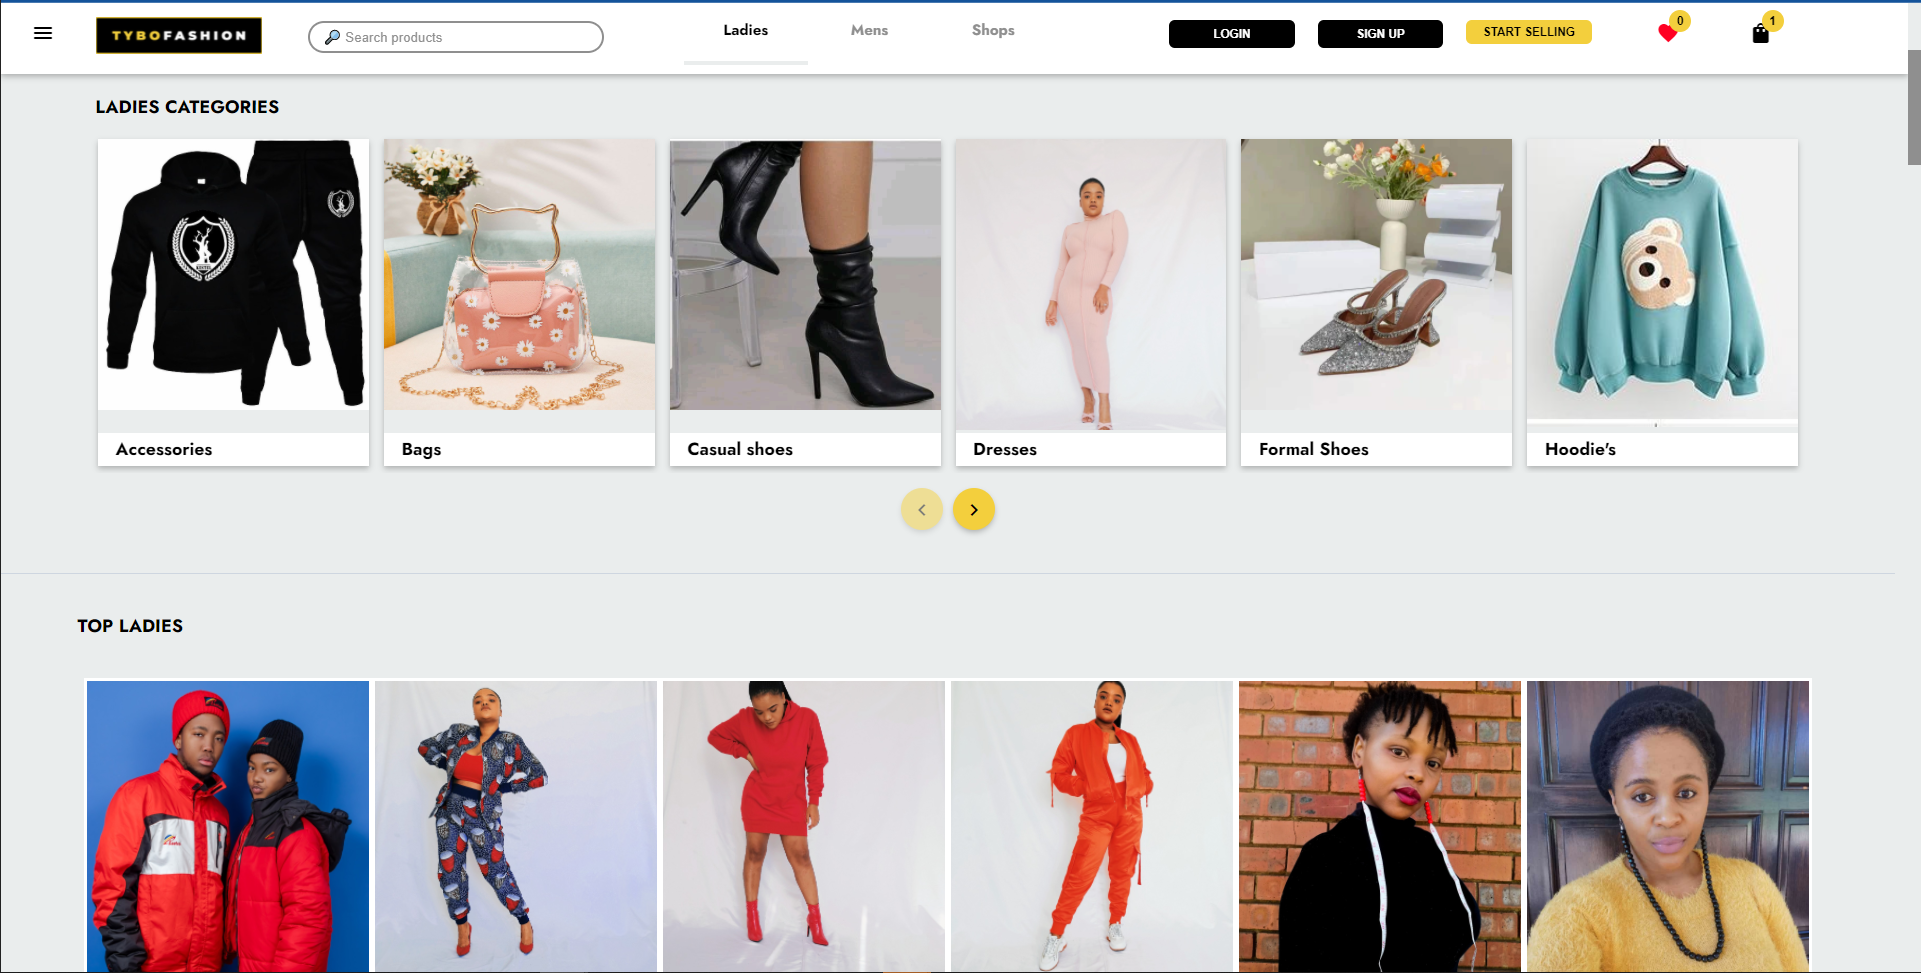 TYBOFASHION
Search products
Ladies
Mens
Shops
LOGIN
SIGN UP
START SELLING
0
1
LADIES CATEGORIES
Accessories
Bags
Casual shoes
Dresses
Formal Shoes
Hoodie's
TOP LADIES